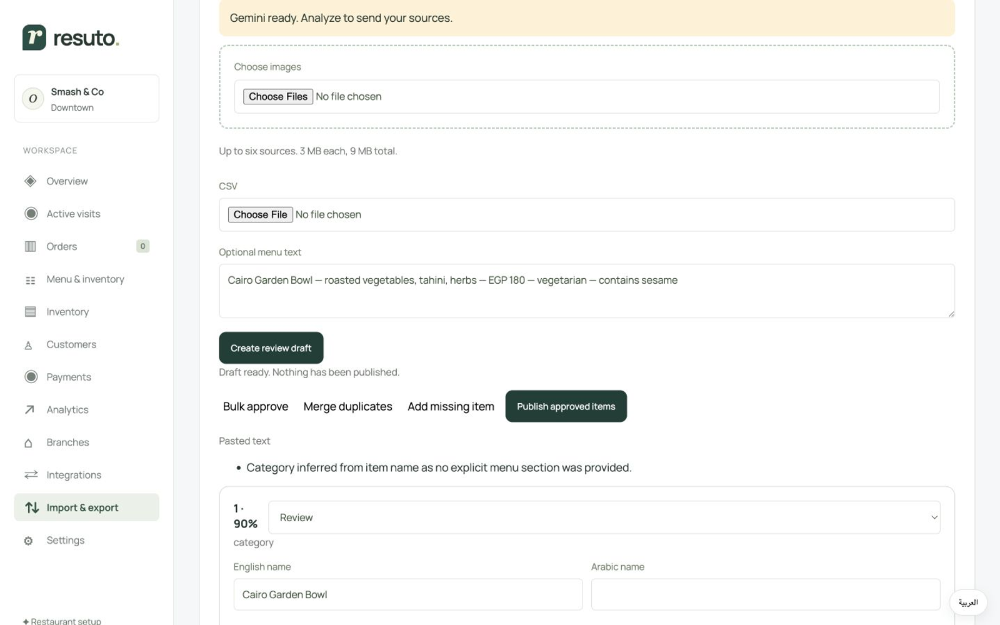 resuto.
O
Smash & Co
Downtown
WORKSPACE
Overview
Active visits
Orders
0
Menu & inventory
Inventory
Customers
Payments
Analytics
Branches
Integrations
Import & export
Settings
Restaurant setup
Gemini ready. Analyze to send your sources.
Choose images
Choose Files No file chosen
Up to six sources. 3 MB each, 9 MB total.
CSV
Choose File No file chosen
Optional menu text
Cairo Garden Bowl — roasted vegetables, tahini, herbs — EGP 180 — vegetarian — contains sesame
Create review draft
Draft ready. Nothing has been published.
Bulk approve Merge duplicates Add missing item Publish approved items
Pasted text
• Category inferred from item name as no explicit menu section was provided.
1 ·
90%
Review
category
English name
Arabic name
Cairo Garden Bowl
العربية